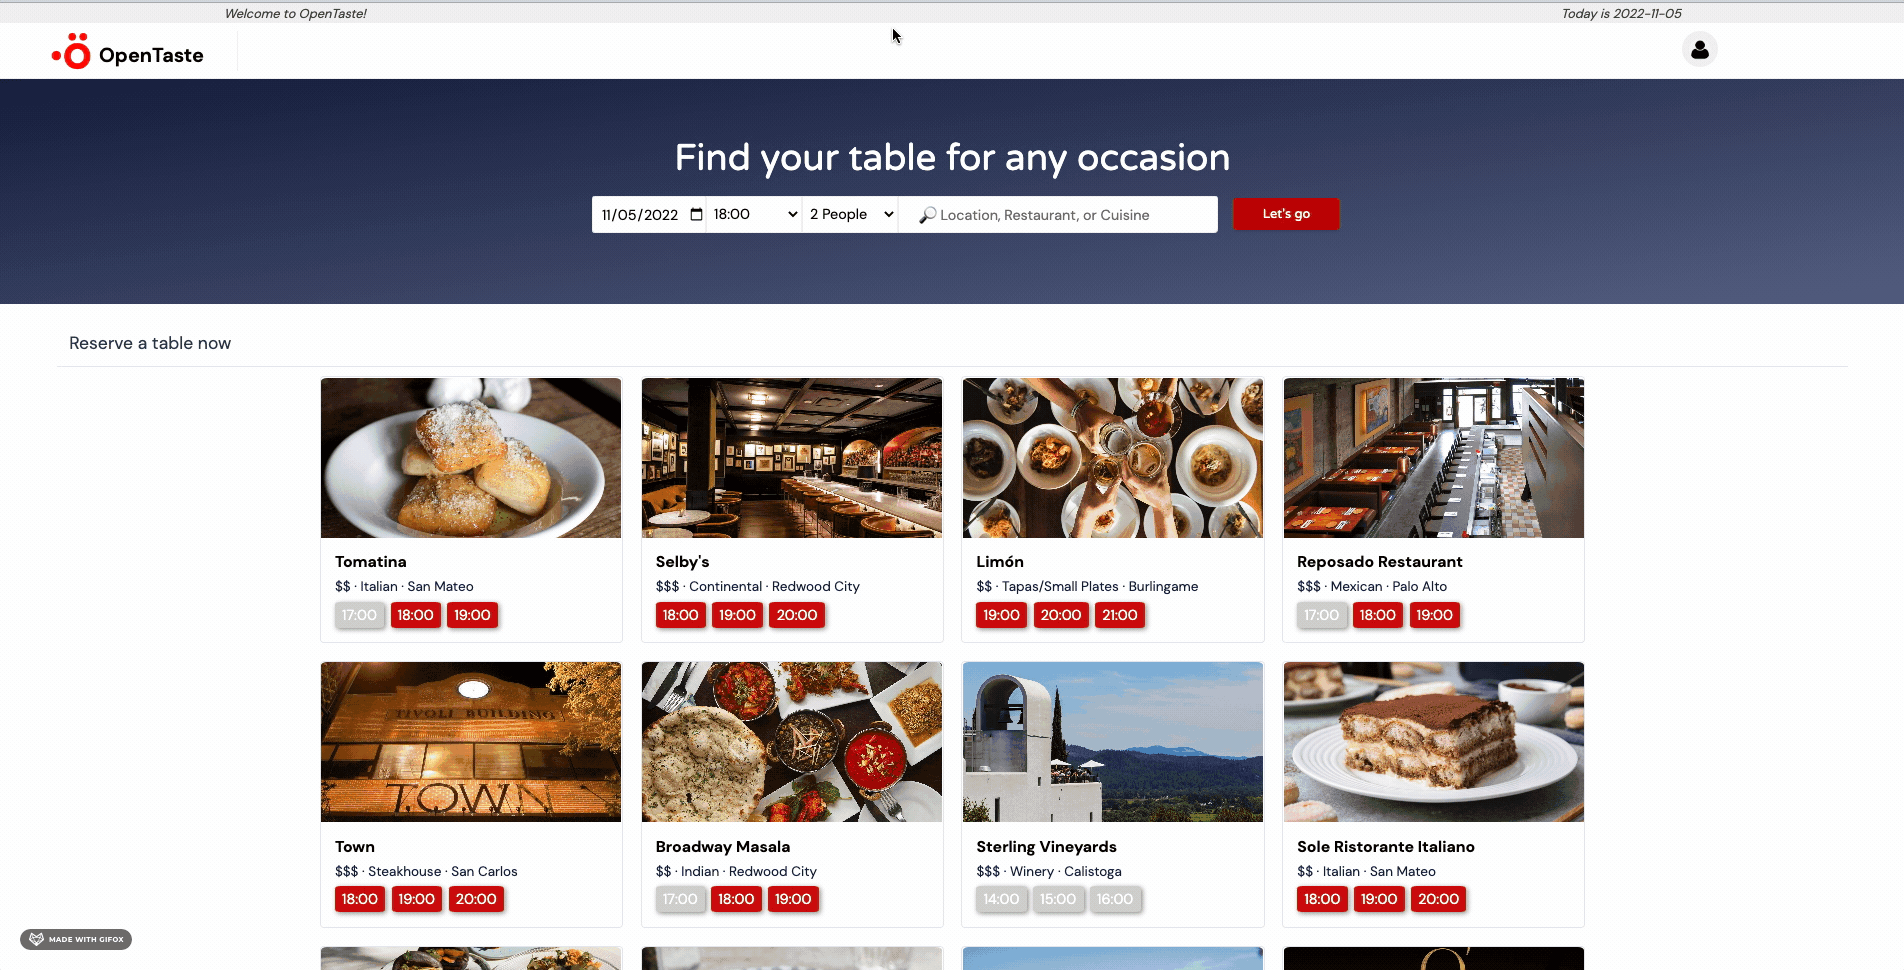 Welcome to OpenTaste!
Today is 2022-11-05
OpenTaste
Find your table for any occasion
11/05/2022 18:00 2 People Location, Restaurant, or Cuisine Let's go
Reserve a table now
Tomatina
$$ · Italian · San Mateo
17:00 18:00 19:00
Selby's
$$$ · Continental · Redwood City
18:00 19:00 20:00
Limón
$$ · Tapas/Small Plates · Burlingame
19:00 20:00 21:00
Reposado Restaurant
$$$ · Mexican · Palo Alto
17:00 18:00 19:00
TIVOLI BUILDING
TOWN
Town
$$$ · Steakhouse · San Carlos
18:00 19:00 20:00
Broadway Masala
$$ · Indian · Redwood City
17:00 18:00 19:00
Sterling Vineyards
$$$ · Winery · Calistoga
14:00 15:00 16:00
Sole Ristorante Italiano
$$ · Italian · San Mateo
18:00 19:00 20:00
MADE WITH GIFOX